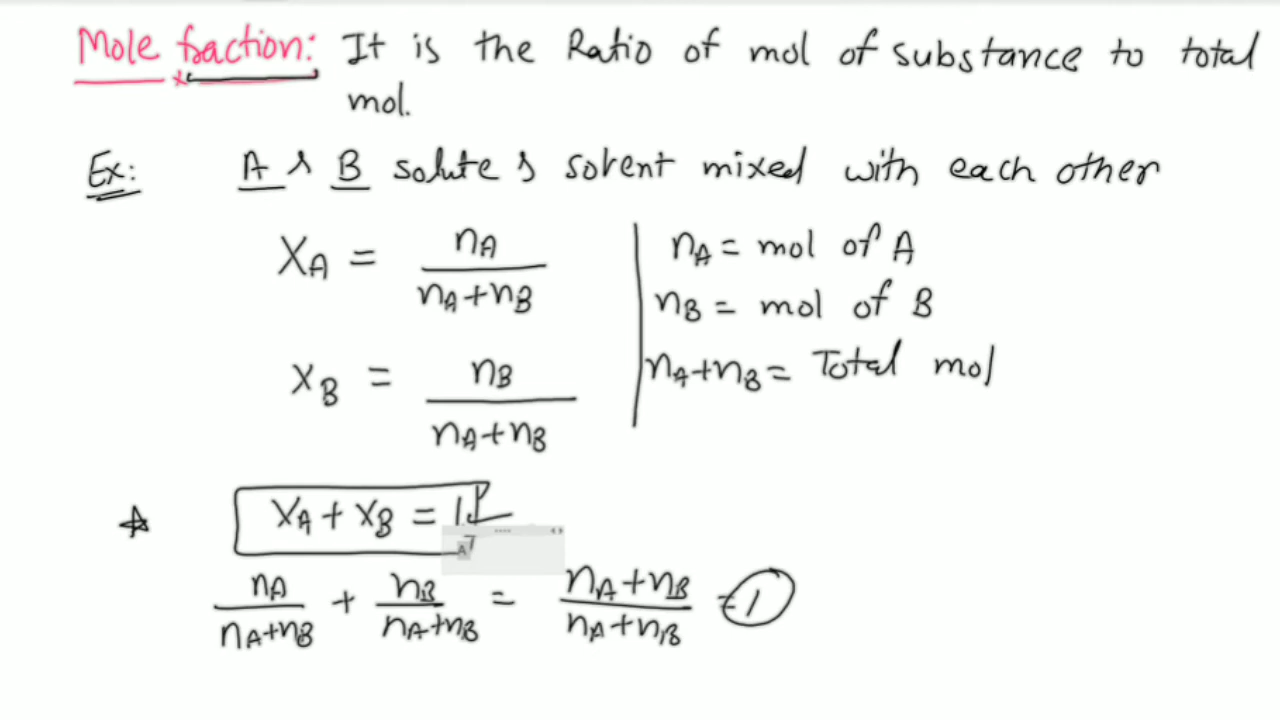 Mole fraction: It is the Ratio of mol of substance to total
mol.
Ex: A & B solute & solvent mixed with each other
XA = nA / (nA+nB)
nA = mol of A
nB = mol of B
nA+nB = Total mol
XB = nB / (nA+nB)
XA + XB = 1
nA / (nA+nB) + nB / (nA+nB) = (nA+nB) / (nA+nB) = 1